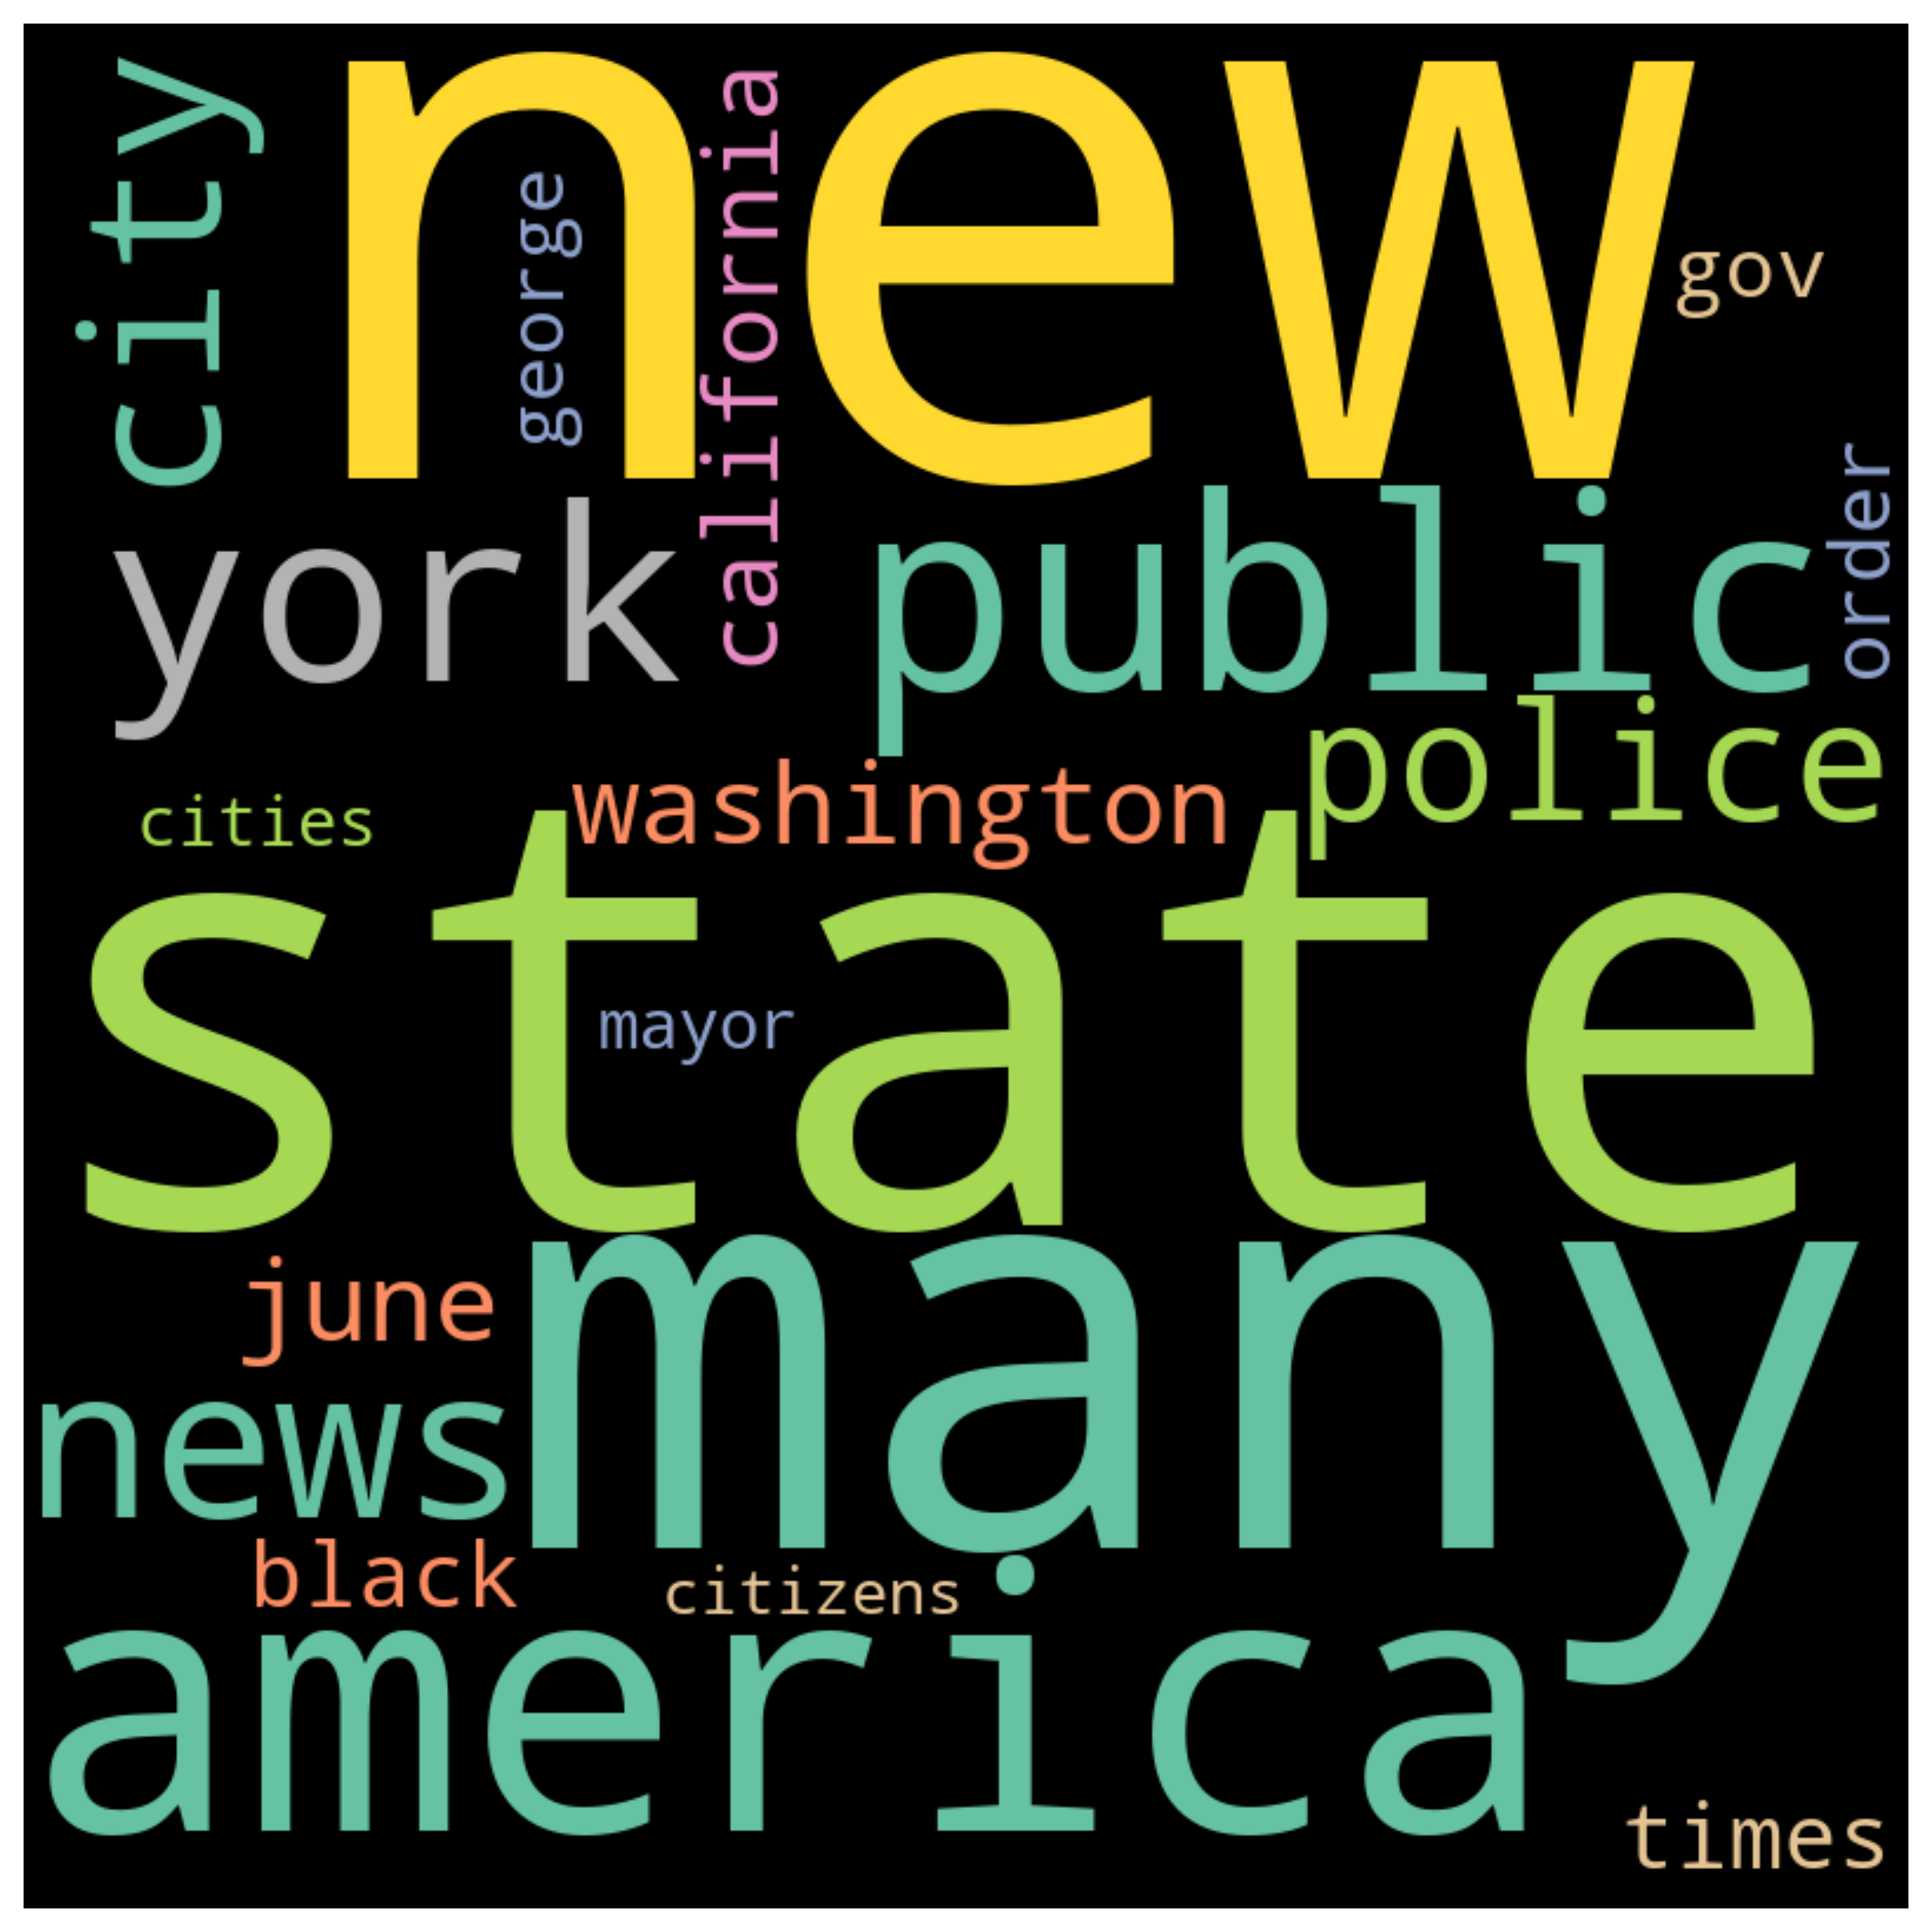 city
new
george
california
gov
york
public
order
police
washington
cities
state
mayor
june
many
news
black
citizens
america
times